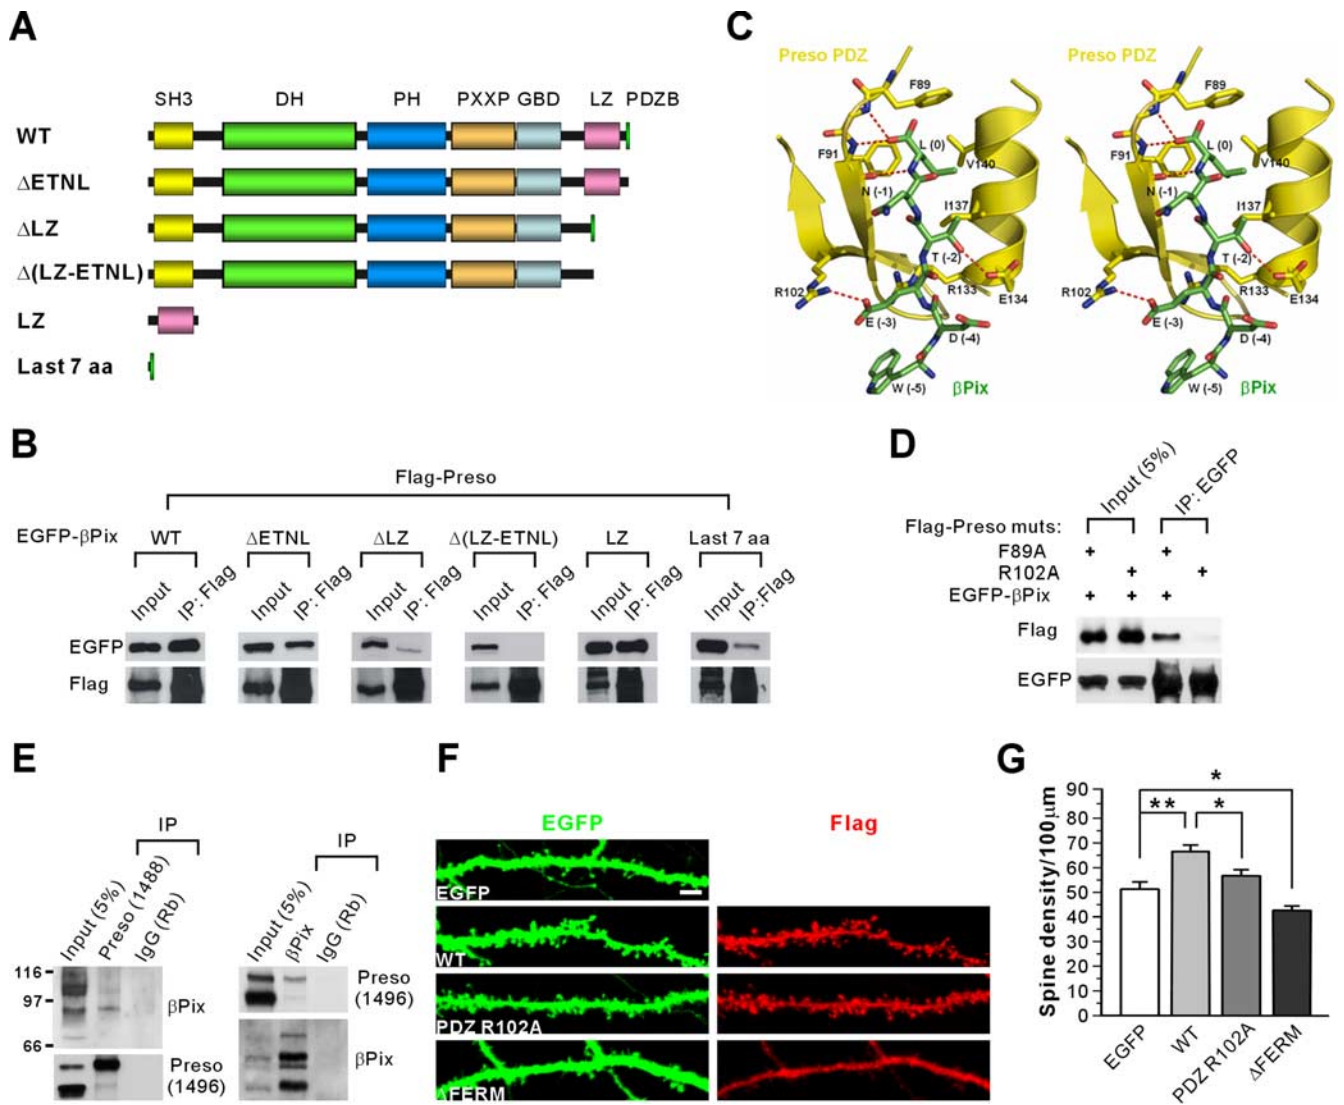 A
SH3 DH PH PXXP GBD LZ PDZB
WT
ΔETNL
ΔLZ
Δ(LZ-ETNL)
LZ
Last 7 aa
C
Preso PDZ
F89
L (0)
F91
V140
N (-1)
I137
T (-2)
R102
R133
E134
E (-3)
D (-4)
W (-5)
βPix
Preso PDZ
F89
L (0)
F91
V140
N (-1)
I137
T (-2)
R102
R133
E134
E (-3)
D (-4)
W (-5)
βPix
B
Flag-Preso
EGFP-βPix WT ΔETNL ΔLZ Δ(LZ-ETNL) LZ Last 7 aa
Input IP: Flag Input IP: Flag Input IP: Flag Input IP: Flag Input IP: Flag Input IP:Flag
EGFP
Flag
D
Input (5%) IP: EGFP
Flag-Preso muts:
F89A + +
R102A + +
EGFP-βPix + + +
Flag
EGFP
E
IP
Input (5%) Preso (1488) IgG (Rb)
116
97
66
βPix
Preso
(1496)
IP
Input (5%) βPix IgG (Rb)
Preso
(1496)
βPix
F
EGFP Flag
EGFP
WT
PDZ R102A
ΔFERM
G
Spine density/100μm
90
80
70
60
50
40
30
20
10
0
*
** *
EGFP WT PDZ R102A ΔFERM